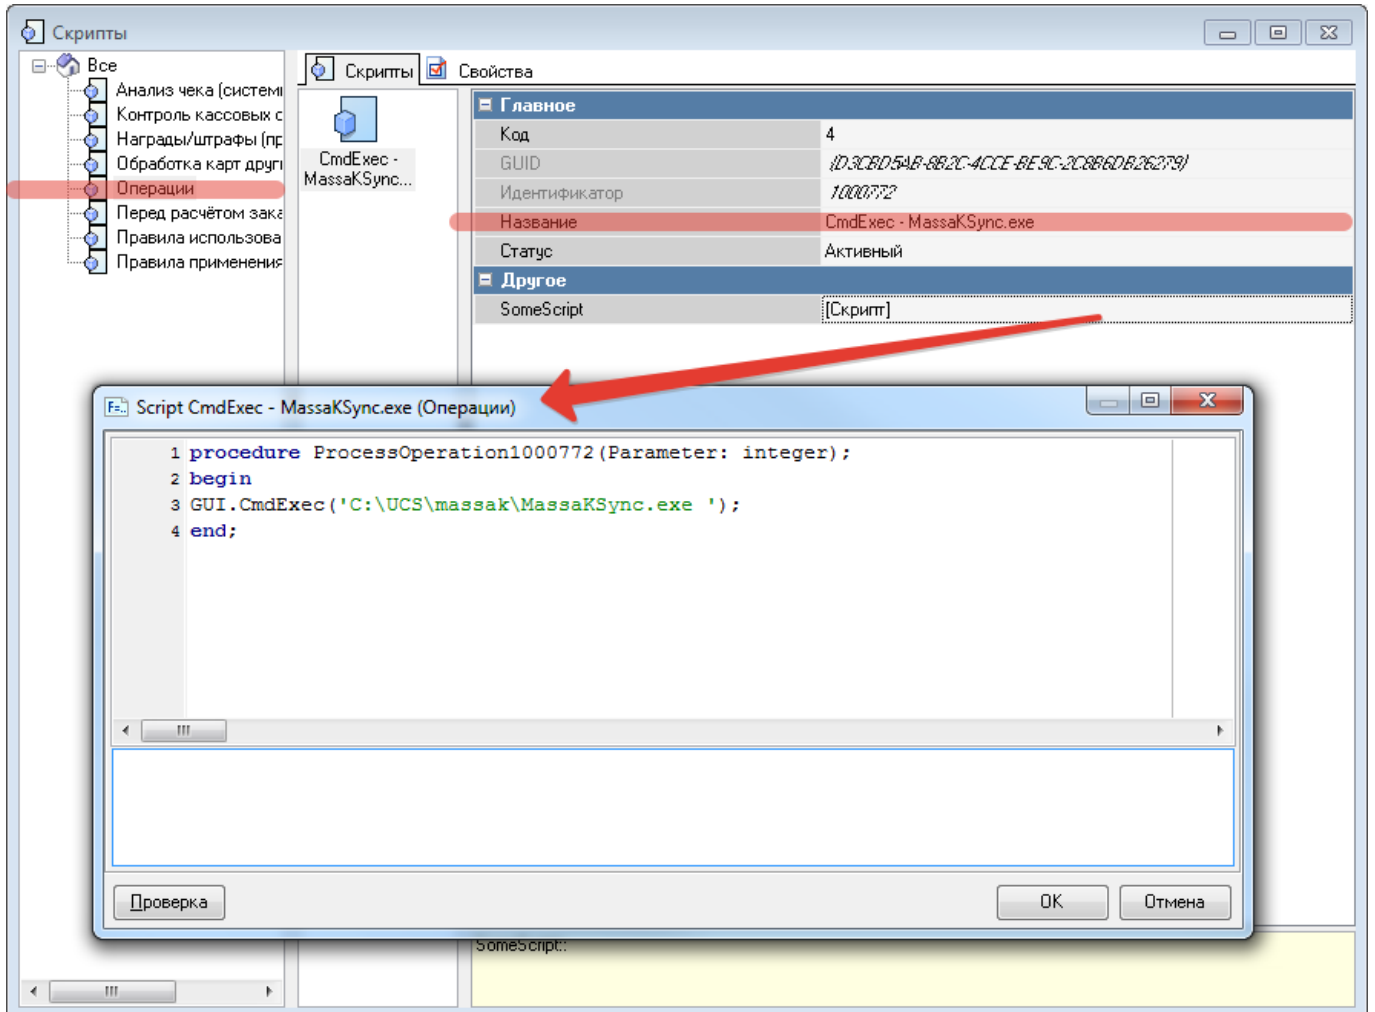 Скрипты
Все
Анализ чека (систем
Контроль кассовых с
Награды/штрафы (пр
Обработка карт други
Операции
Перед расчётом зака
Правила использова
Правила применения
Скрипты
Свойства
CmdExec -
MassaKSync...
Главное
Код 4
GUID {D3CBD5AB-8B2C-4CCE-BE9C-2C8B6DB26279}
Идентификатор 1000772
Название CmdExec - MassaKSync.exe
Статус Активный
Другое
SomeScript [Скрипт]
Script CmdExec - MassaKSync.exe (Операции)
1 procedure ProcessOperation1000772(Parameter: integer);
2 begin
3 GUI.CmdExec('C:\UCS\massak\MassaKSync.exe ');
4 end;
Проверка
OK
Отмена
SomeScript::